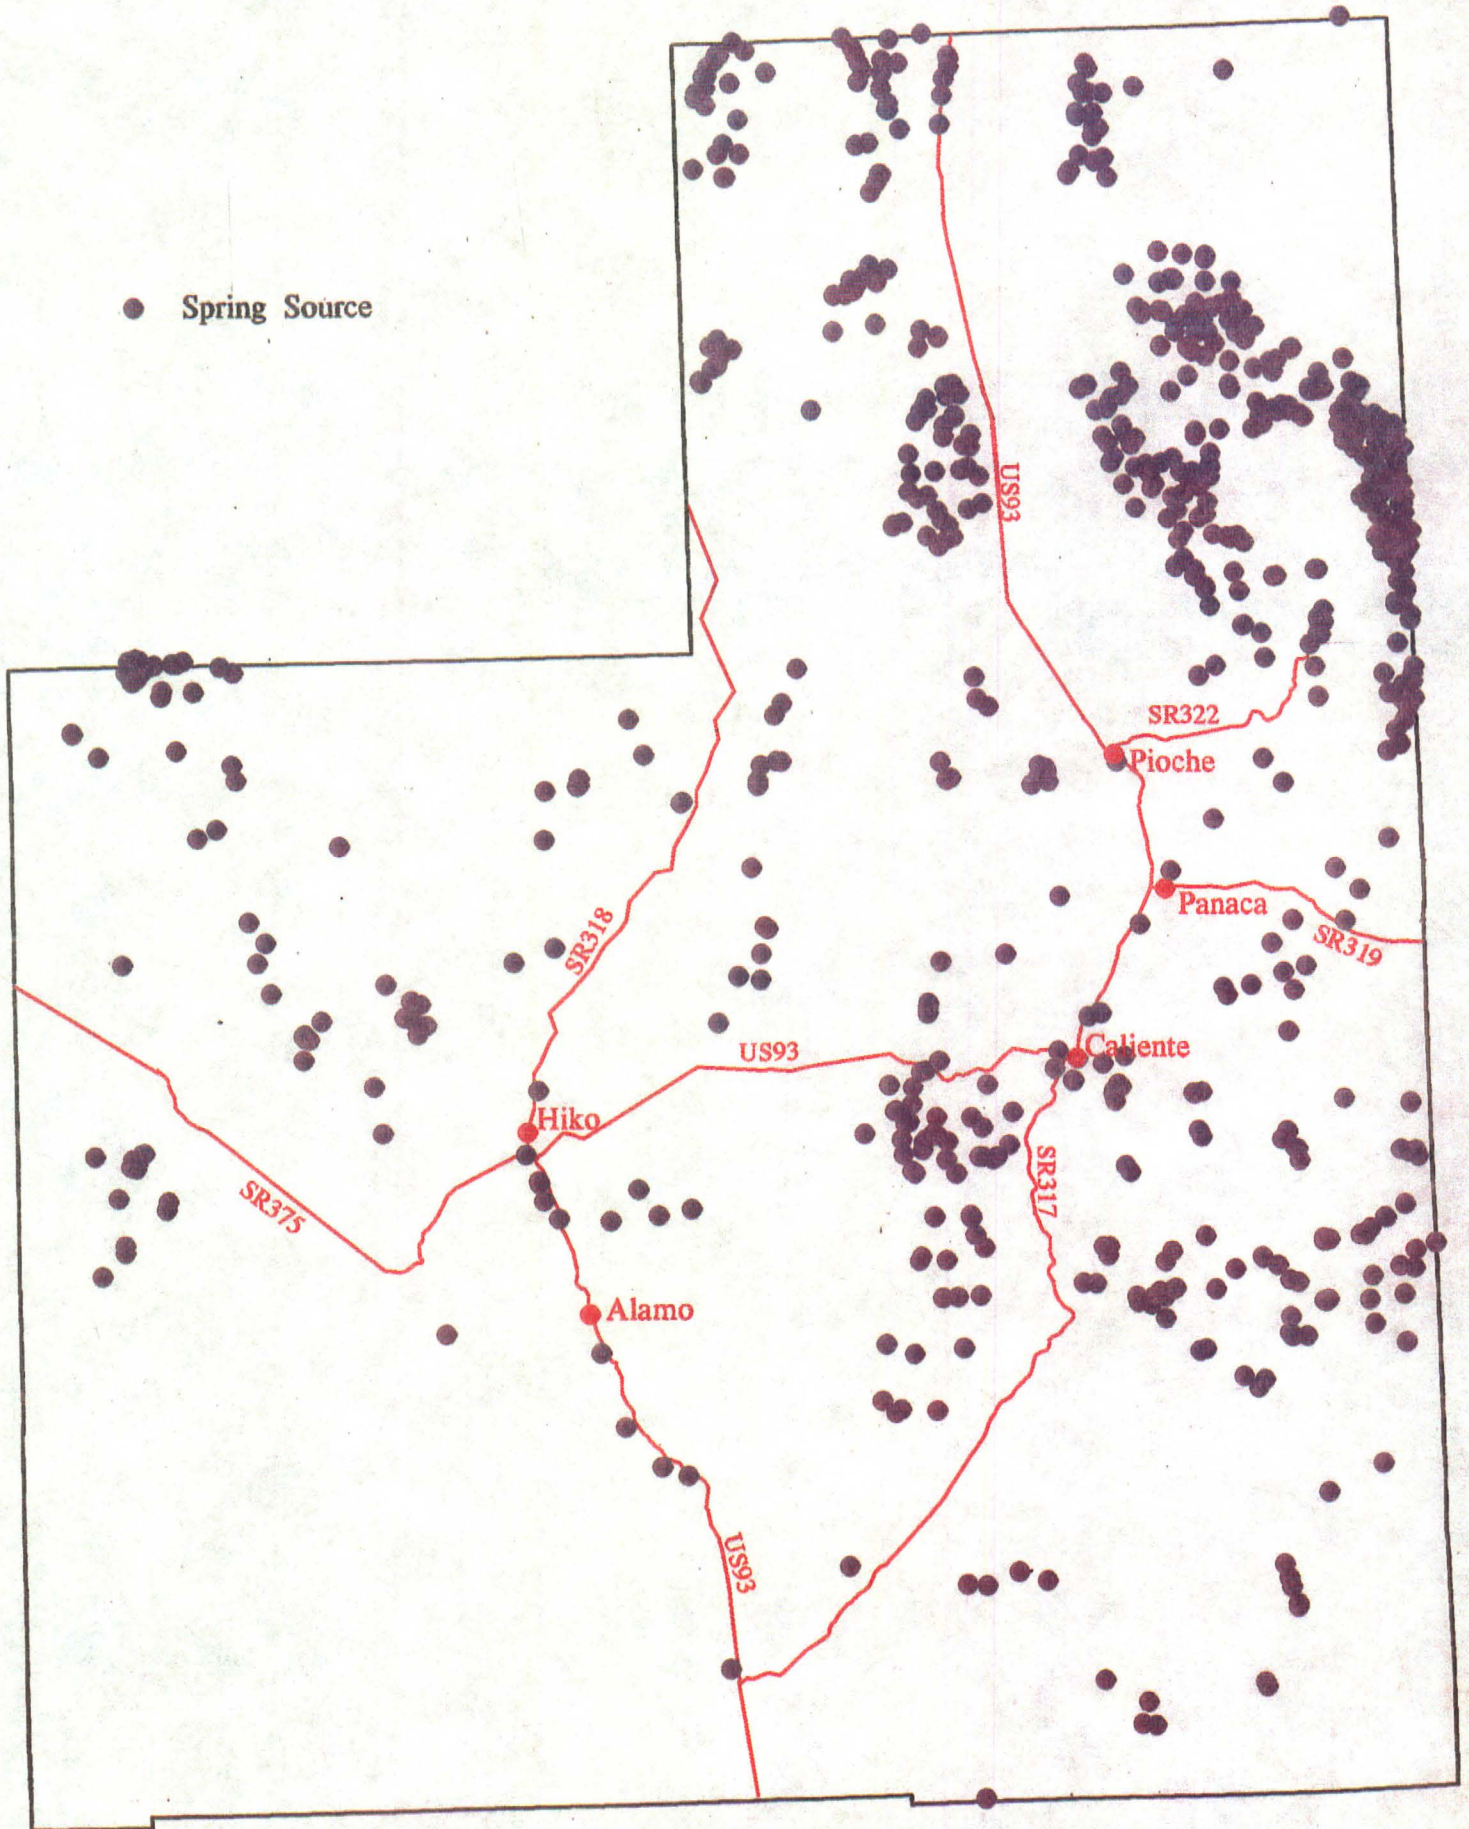 Spring Source
US93
SR322
Pioche
Panaca
SR318
SR319
US93
Caliente
Hiko
SR317
SR375
Alamo
US93